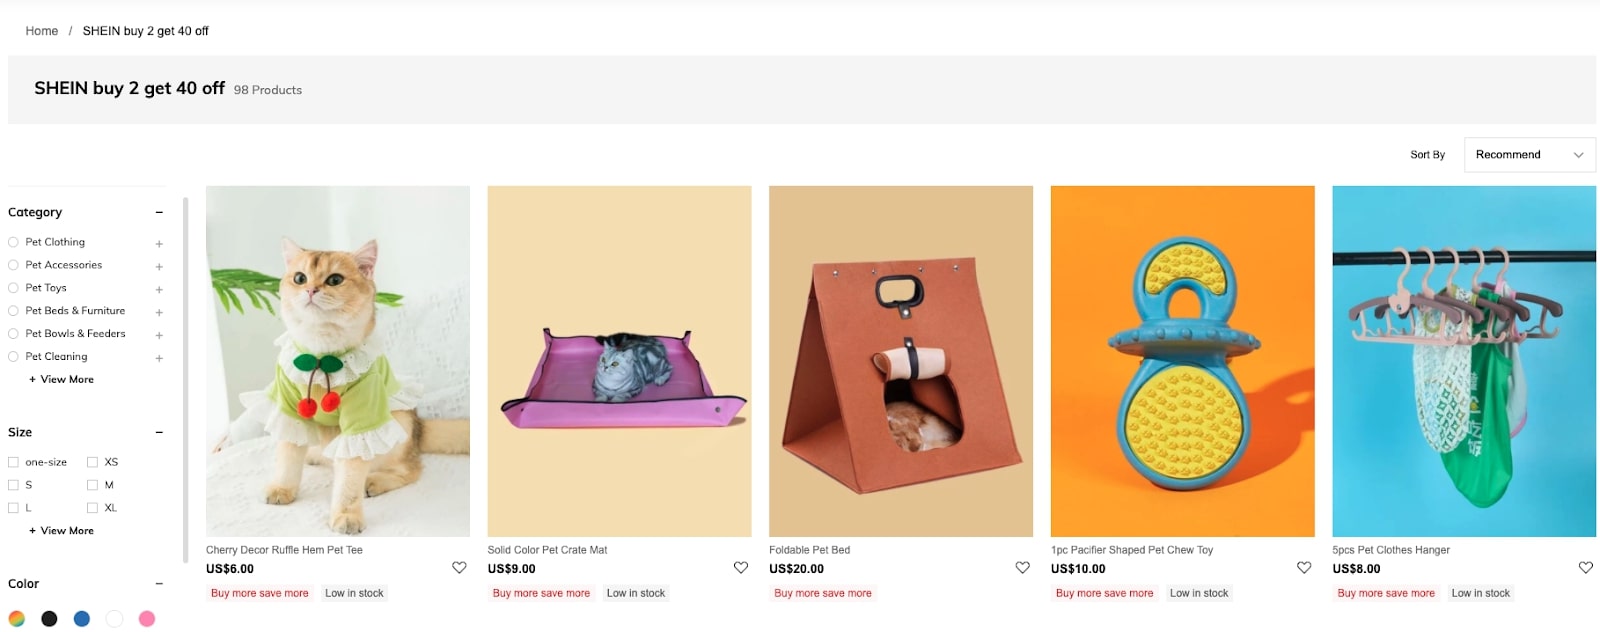 Home / SHEIN buy 2 get 40 off
SHEIN buy 2 get 40 off 98 Products
Sort By Recommend
Category −
Pet Clothing +
Pet Accessories +
Pet Toys +
Pet Beds & Furniture +
Pet Bowls & Feeders +
Pet Cleaning +
+ View More
Size −
one-size XS
S M
L XL
+ View More
Color −
Cherry Decor Ruffle Hem Pet Tee
US$6.00
Buy more save more Low in stock
Solid Color Pet Crate Mat
US$9.00
Buy more save more Low in stock
Foldable Pet Bed
US$20.00
Buy more save more
1pc Pacifier Shaped Pet Chew Toy
US$10.00
Buy more save more Low in stock
5pcs Pet Clothes Hanger
US$8.00
Buy more save more Low in stock